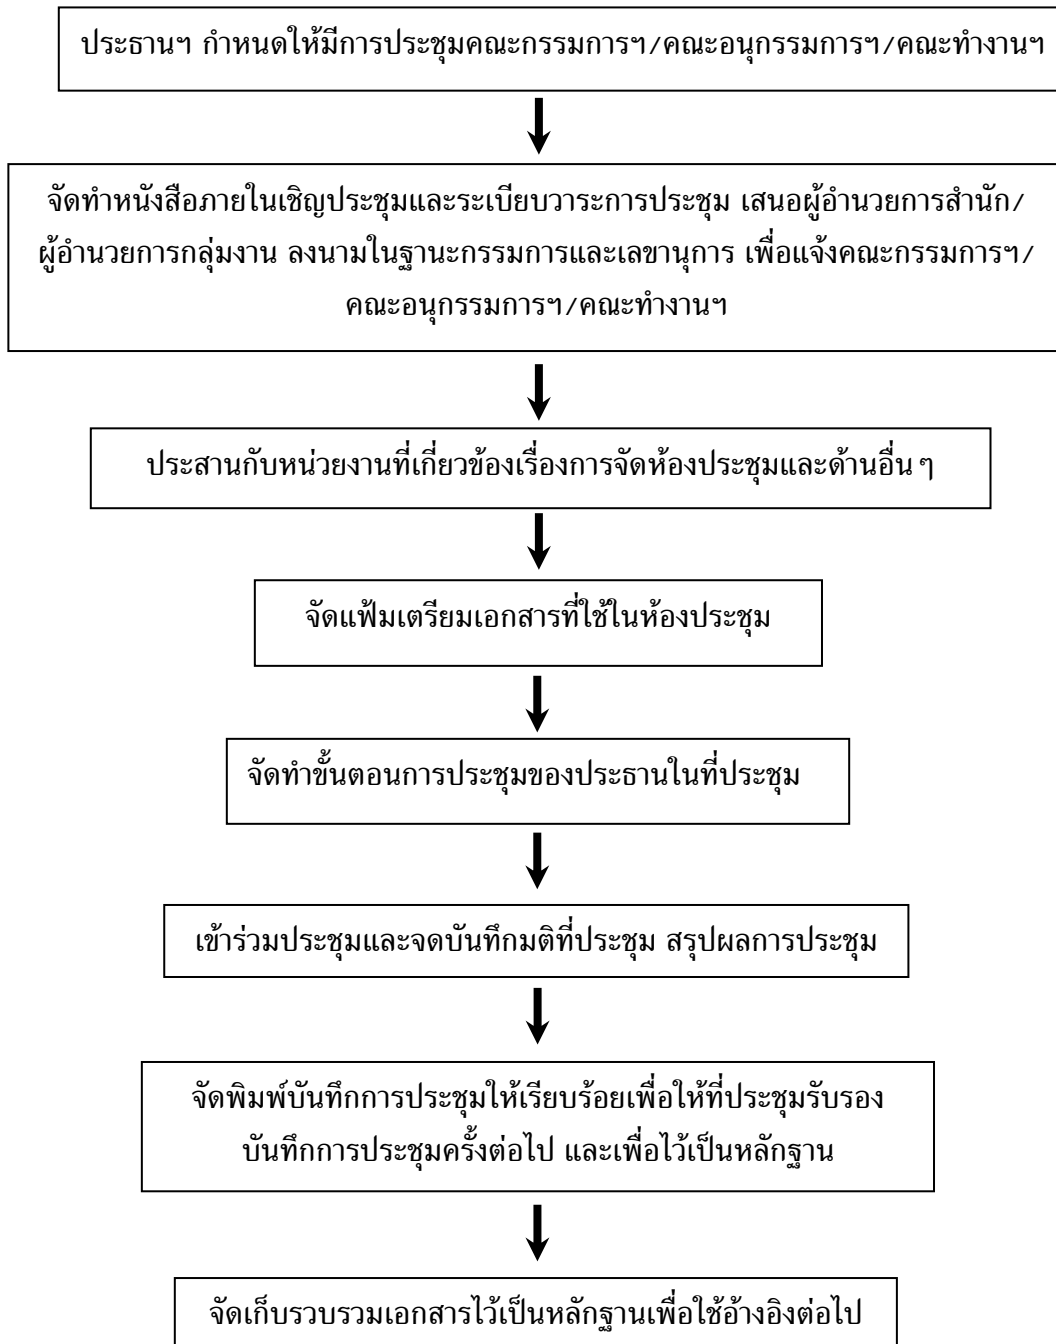 ประธานฯ กำหนดให้มีการประชุมคณะกรรมการฯ/คณะอนุกรรมการฯ/คณะทำงานฯ
จัดทำหนังสือภายในเชิญประชุมและระเบียบวาระการประชุม เสนอผู้อำนวยการสำนัก/
ผู้อำนวยการกลุ่มงาน ลงนามในฐานะกรรมการและเลขานุการ เพื่อแจ้งคณะกรรมการฯ/
คณะอนุกรรมการฯ/คณะทำงานฯ
ประสานกับหน่วยงานที่เกี่ยวข้องเรื่องการจัดห้องประชุมและด้านอื่น ๆ
จัดแฟ้มเตรียมเอกสารที่ใช้ในห้องประชุม
จัดทำขั้นตอนการประชุมของประธานในที่ประชุม
เข้าร่วมประชุมและจดบันทึกมติที่ประชุม สรุปผลการประชุม
จัดพิมพ์บันทึกการประชุมให้เรียบร้อยเพื่อให้ที่ประชุมรับรอง
บันทึกการประชุมครั้งต่อไป และเพื่อไว้เป็นหลักฐาน
จัดเก็บรวบรวมเอกสารไว้เป็นหลักฐานเพื่อใช้อ้างอิงต่อไป